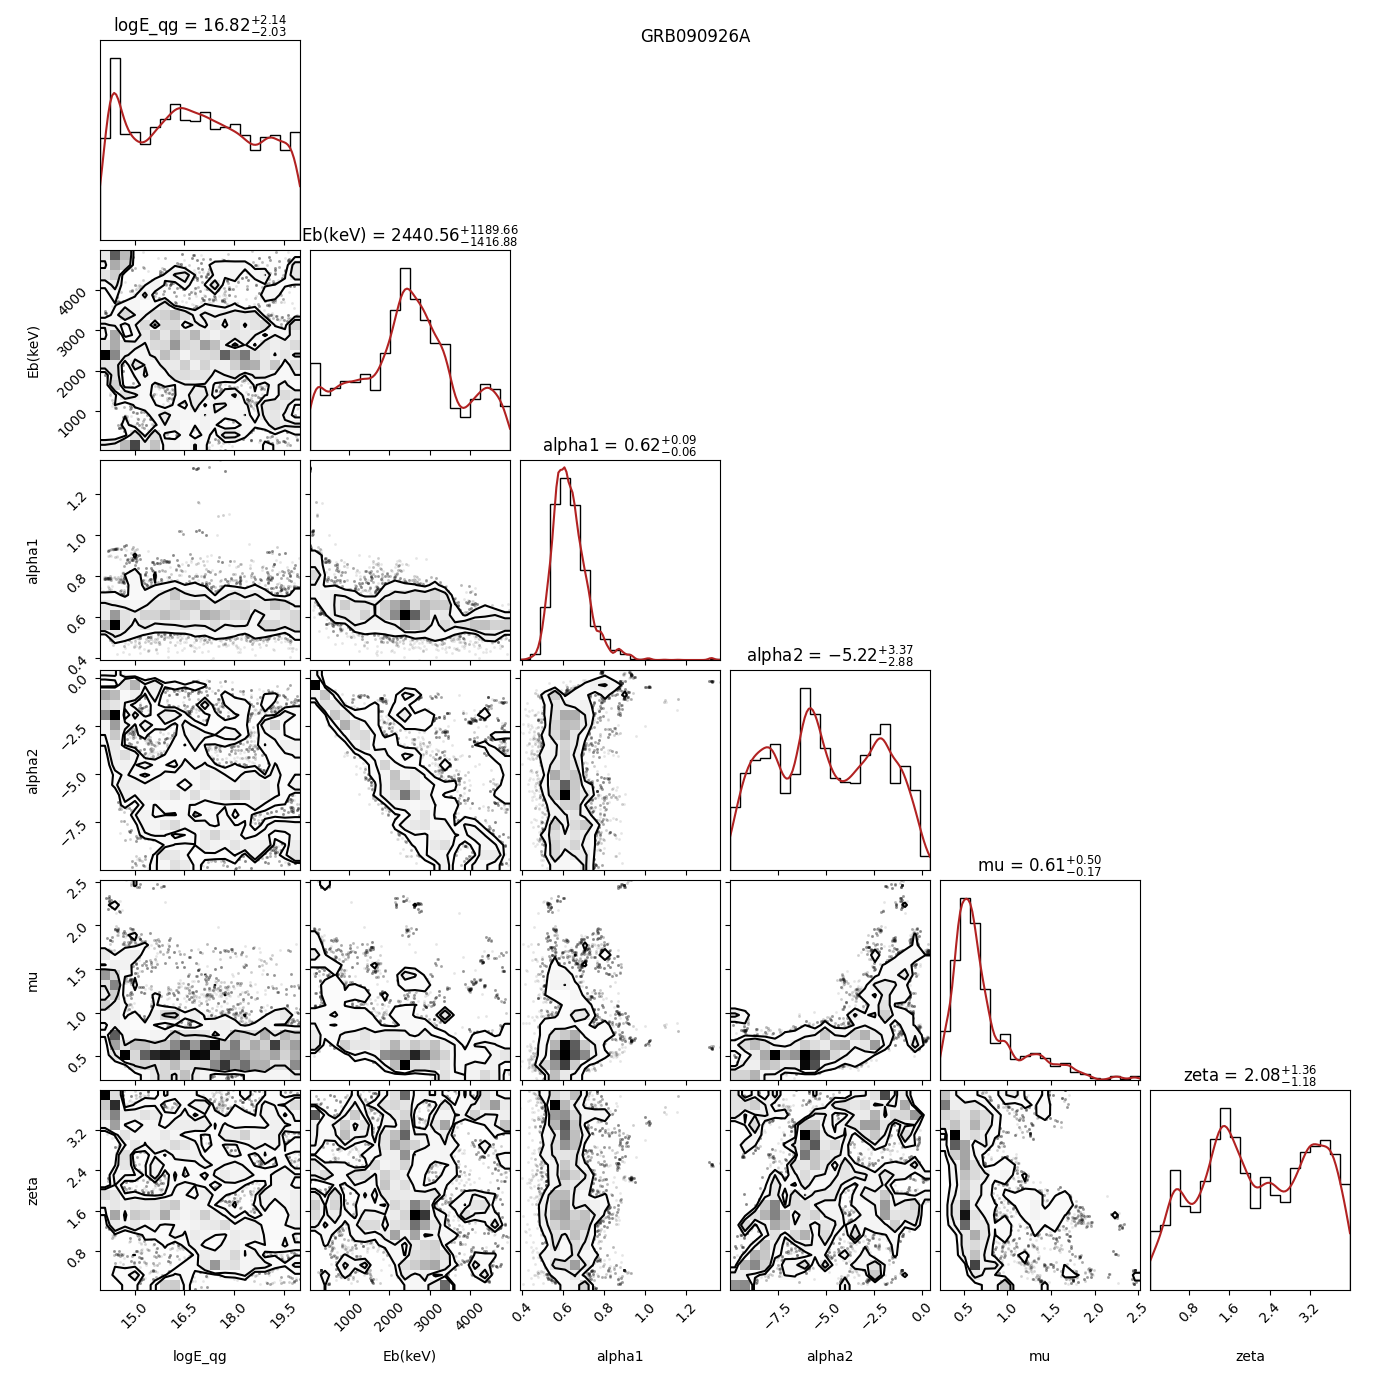 logE_qg = 16.82+2.14−2.03
GRB090926A
Eb(keV) = 2440.56+1189.66−1416.88
4000
3000
2000
1000
Eb(keV)
alpha1 = 0.62+0.09−0.06
1.2
1.0
0.8
0.6
0.4
alpha1
alpha2 = −5.22+3.37−2.88
0.0
−2.5
−5.0
−7.5
alpha2
mu = 0.61+0.50−0.17
2.5
2.0
1.5
1.0
0.5
mu
zeta = 2.08+1.36−1.18
3.2
2.4
1.6
0.8
zeta
15.0 16.5 18.0 19.5
1000 2000 3000 4000
0.4 0.6 0.8 1.0 1.2
−7.5 −5.0 −2.5 0.0
0.5 1.0 1.5 2.0 2.5
0.8 1.6 2.4 3.2
logE_qg Eb(keV) alpha1 alpha2 mu zeta